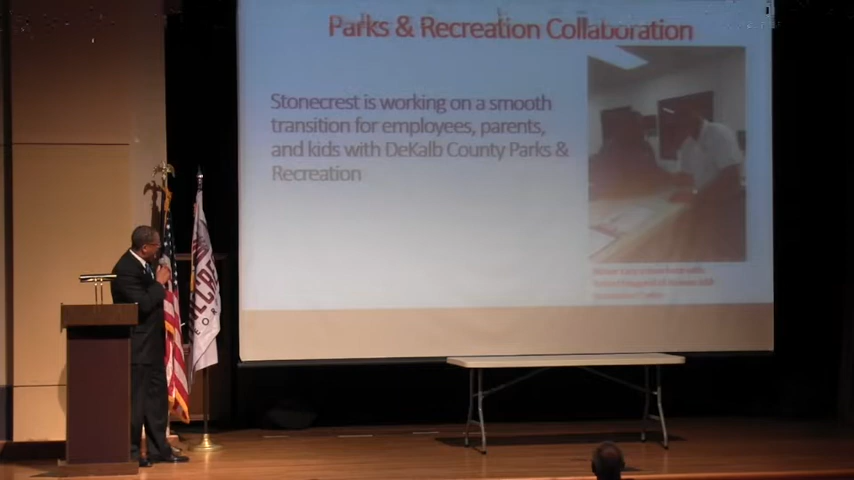 Parks & Recreation Collaboration
Stonecrest is working on a smooth
transition for employees, parents,
and kids with DeKalb County Parks &
Recreation